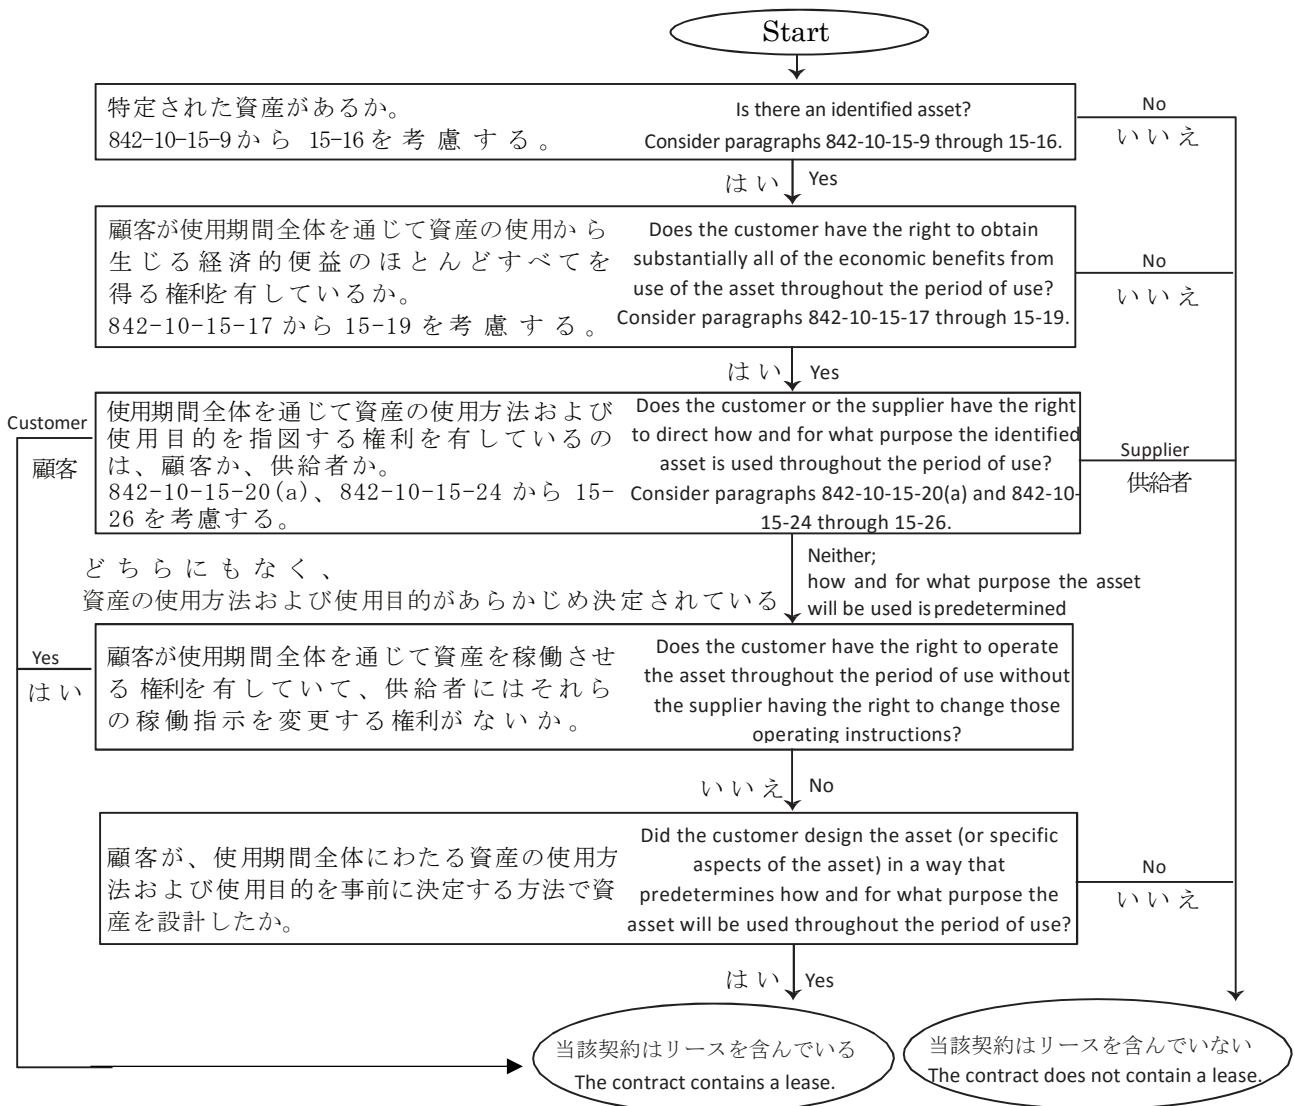 Start
特定された資産があるか。
842-10-15-9から 15-16を考慮する。
Is there an identified asset?
Consider paragraphs 842-10-15-9 through 15-16.
No
いいえ
はい Yes
顧客が使用期間全体を通じて資産の使用から
生じる経済的便益のほとんどすべてを
得る権利を有しているか。
842-10-15-17 から 15-19 を考慮する。
Does the customer have the right to obtain
substantially all of the economic benefits from
use of the asset throughout the period of use?
Consider paragraphs 842-10-15-17 through 15-19.
No
いいえ
はい Yes
Customer
顧客
使用期間全体を通じて資産の使用方法および
使用目的を指図する権利を有しているの
は、顧客か、供給者か。
842-10-15-20(a)、842-10-15-24 から 15-
26 を考慮する。
Does the customer or the supplier have the right
to direct how and for what purpose the identified
asset is used throughout the period of use?
Consider paragraphs 842-10-15-20(a) and 842-10-
15-24 through 15-26.
Supplier
供給者
どちらにもなく、
資産の使用方法および使用目的があらかじめ決定されている
Neither;
how and for what purpose the asset
will be used is predetermined
Yes
はい
顧客が使用期間全体を通じて資産を稼働させ
る権利を有していて、供給者にはそれら
の稼働指示を変更する権利がないか。
Does the customer have the right to operate
the asset throughout the period of use without
the supplier having the right to change those
operating instructions?
いいえ No
顧客が、使用期間全体にわたる資産の使用方
法および使用目的を事前に決定する方法で資
産を設計したか。
Did the customer design the asset (or specific
aspects of the asset) in a way that
predetermines how and for what purpose the
asset will be used throughout the period of use?
No
いいえ
はい Yes
当該契約はリースを含んでいる
The contract contains a lease.
当該契約はリースを含んでいない
The contract does not contain a lease.